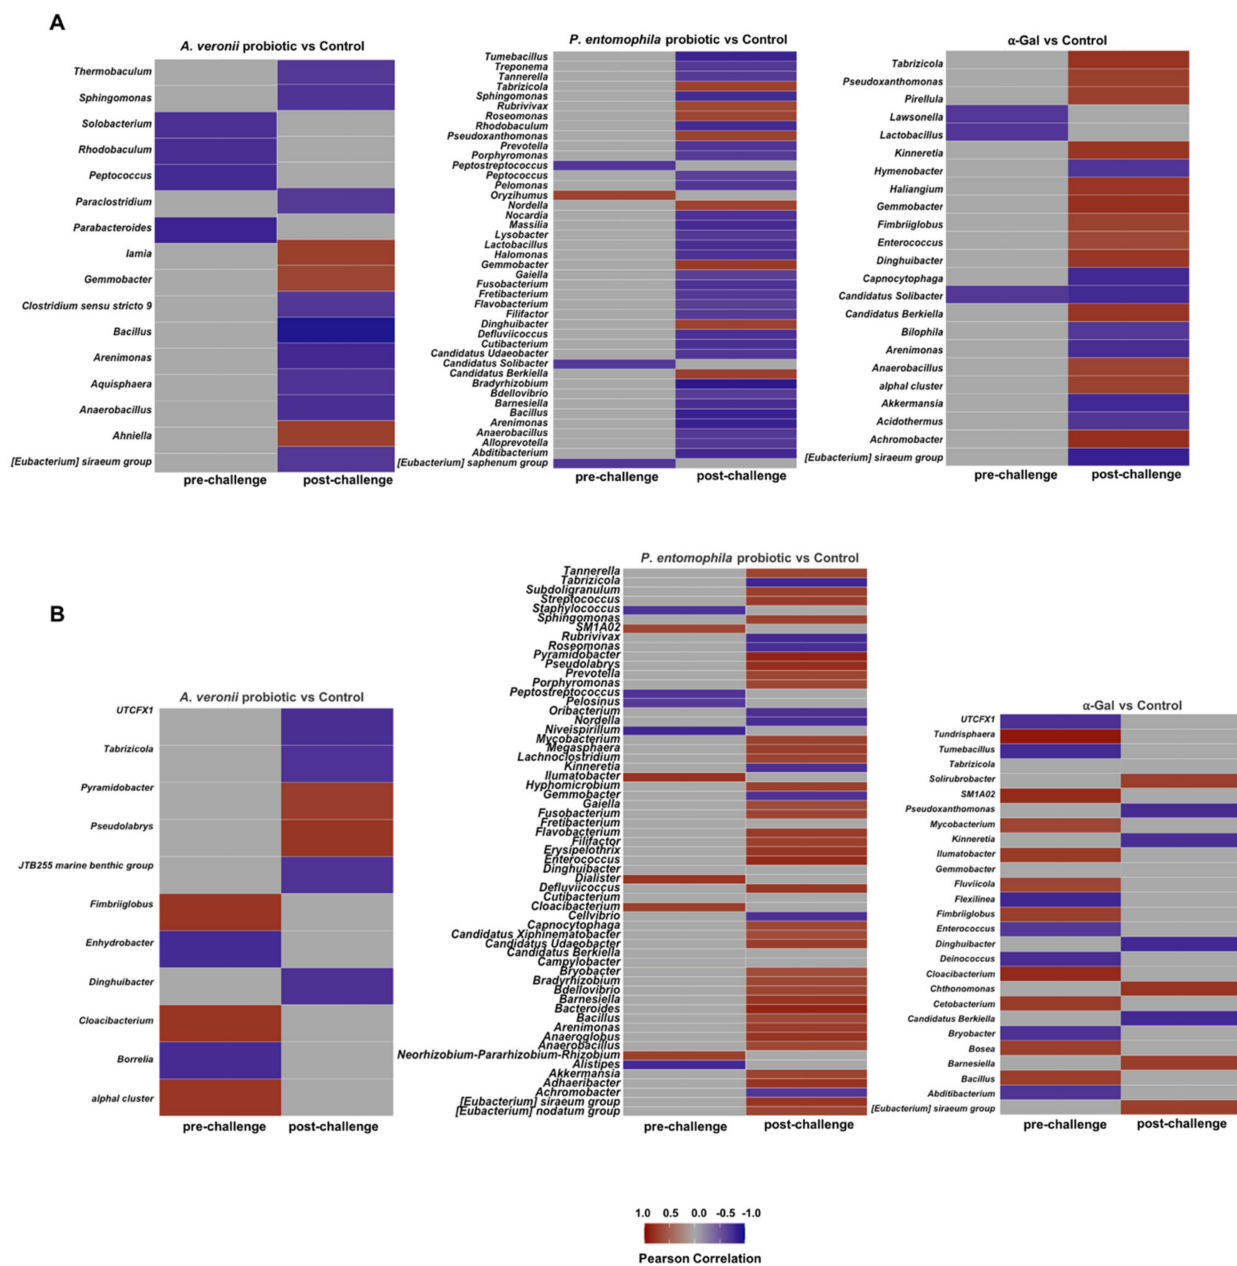 A
A. veronii probiotic vs Control
Thermobaculum
Sphingomonas
Solobacterium
Rhodobaculum
Peptococcus
Paraclostridium
Parabacteroides
Iamia
Gemmobacter
Clostridium sensu stricto 9
Bacillus
Arenimonas
Aquisphaera
Anaerobacillus
Ahniella
[Eubacterium] siraeum group
pre-challenge post-challenge
P. entomophila probiotic vs Control
Tumebacillus
Treponema
Tannerella
Tabrizicola
Sphingomonas
Rubrivivax
Roseomonas
Rhodobaculum
Pseudoxanthomonas
Prevotella
Porphyromonas
Peptostreptococcus
Peptococcus
Pelomonas
Oryzihumus
Nordella
Nocardia
Massilia
Lysobacter
Lactobacillus
Halomonas
Gemmobacter
Gaiella
Fusobacterium
Fretibacterium
Flavobacterium
Filifactor
Dinghuibacter
Defluviicoccus
Cutibacterium
Candidatus Udaeobacter
Candidatus Solibacter
Candidatus Berkiella
Bradyrhizobium
Bdellovibrio
Barnesiella
Bacillus
Arenimonas
Anaerobacillus
Alloprevotella
Abditibacterium
[Eubacterium] saphenum group
pre-challenge post-challenge
α-Gal vs Control
Tabrizicola
Pseudoxanthomonas
Pirellula
Lawsonella
Lactobacillus
Kinneretia
Hymenobacter
Haliangium
Gemmobacter
Fimbriiglobus
Enterococcus
Dinghuibacter
Capnocytophaga
Candidatus Solibacter
Candidatus Berkiella
Bilophila
Arenimonas
Anaerobacillus
alphaI cluster
Akkermansia
Acidothermus
Achromobacter
[Eubacterium] siraeum group
pre-challenge post-challenge
B
A. veronii probiotic vs Control
UTCFX1
Tabrizicola
Pyramidobacter
Pseudolabrys
JTB255 marine benthic group
Fimbriiglobus
Enhydrobacter
Dinghuibacter
Cloacibacterium
Borrelia
alphaI cluster
pre-challenge post-challenge
P. entomophila probiotic vs Control
Tannerella
Tabrizicola
Subdoligranulum
Streptococcus
Staphylococcus
Sphingomonas
SM1A02
Rubrivivax
Roseomonas
Pyramidobacter
Pseudolabrys
Prevotella
Porphyromonas
Peptostreptococcus
Pelosinus
Oribacterium
Nordella
Niveispirillum
Mycobacterium
Megasphaera
Lachnoclostridium
Kinneretia
Ilumatobacter
Hyphomicrobium
Gemmobacter
Gaiella
Fusobacterium
Fretibacterium
Flavobacterium
Filifactor
Erysipelothrix
Enterococcus
Dinghuibacter
Dialister
Defluviicoccus
Cutibacterium
Cloacibacterium
Cellvibrio
Capnocytophaga
Candidatus Xiphinematobacter
Candidatus Udaeobacter
Candidatus Berkiella
Campylobacter
Bryobacter
Bradyrhizobium
Bdellovibrio
Barnesiella
Bacteroides
Bacillus
Arenimonas
Anaeroglobus
Anaerobacillus
Neorhizobium-Pararhizobium-Rhizobium
Alistipes
Akkermansia
Adhaeribacter
Achromobacter
[Eubacterium] siraeum group
[Eubacterium] nodatum group
pre-challenge post-challenge
α-Gal vs Control
UTCFX1
Tundrisphaera
Tumebacillus
Tabrizicola
Solirubrobacter
SM1A02
Pseudoxanthomonas
Mycobacterium
Kinneretia
Ilumatobacter
Gemmobacter
Fluviicola
Flexilinea
Fimbriiglobus
Enterococcus
Dinghuibacter
Deinococcus
Cloacibacterium
Chthonomonas
Cetobacterium
Candidatus Berkiella
Bryobacter
Bosea
Barnesiella
Bacillus
Abditibacterium
[Eubacterium] siraeum group
pre-challenge post-challenge
1.0 0.5 0.0 -0.5 -1.0
Pearson Correlation